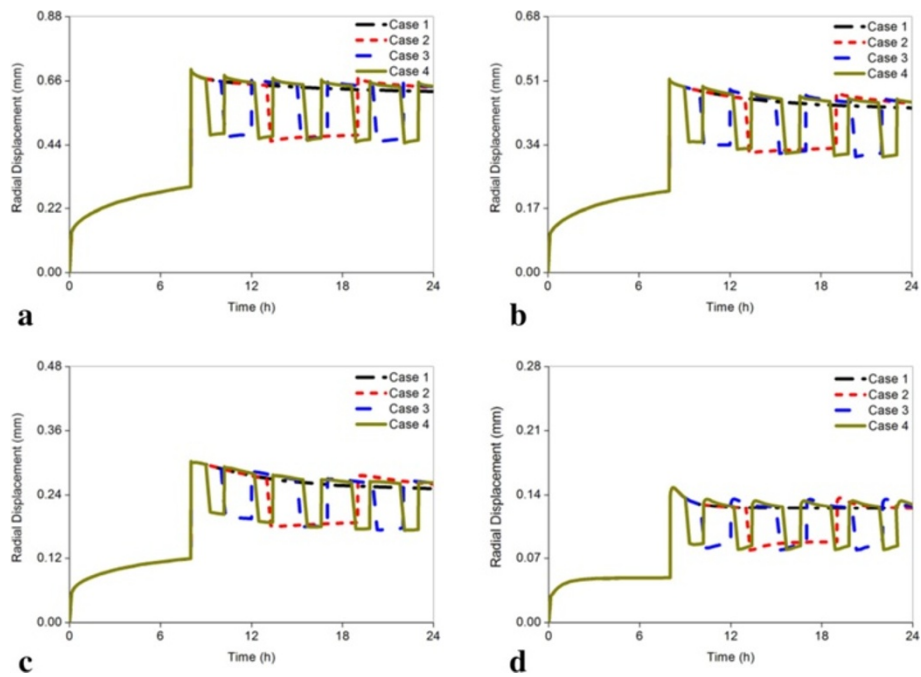 0.88
0.66
0.44
0.22
0.00
Radial Displacement (mm)
0 6 12 18 24
Time (h)
Case 1
Case 2
Case 3
Case 4
a
0.68
0.51
0.34
0.17
0.00
Radial Displacement (mm)
0 6 12 18 24
Time (h)
Case 1
Case 2
Case 3
Case 4
b
0.48
0.36
0.24
0.12
0.00
Radial Displacement (mm)
0 6 12 18 24
Time (h)
Case 1
Case 2
Case 3
Case 4
c
0.28
0.21
0.14
0.07
0.00
Radial Displacement (mm)
0 6 12 18 24
Time (h)
Case 1
Case 2
Case 3
Case 4
d